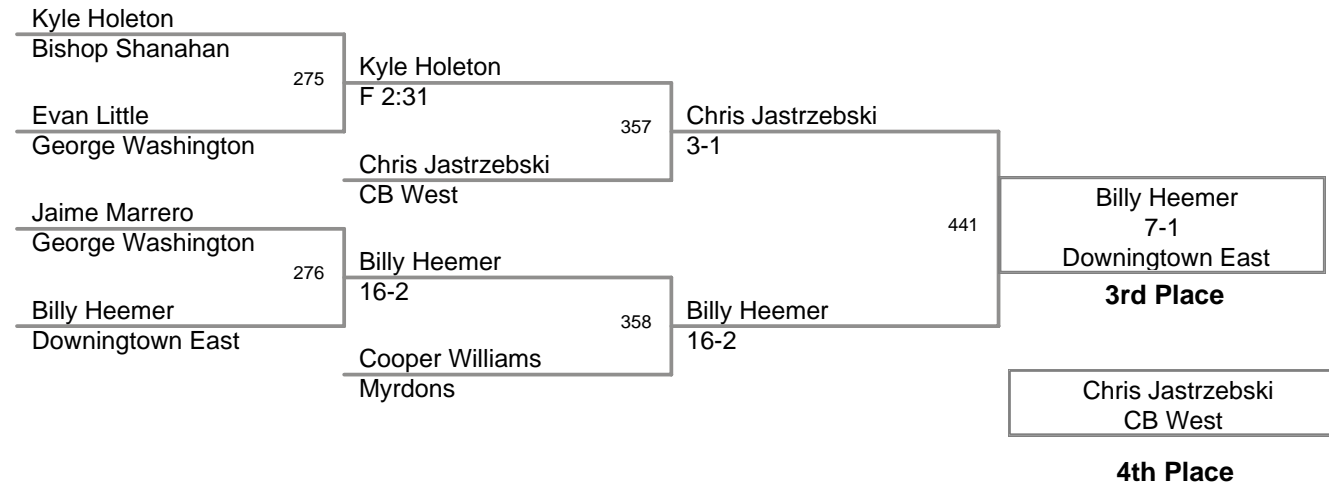 Kyle Holeton
Bishop Shanahan
275
Kyle Holeton
F 2:31
Evan Little
George Washington
357
Chris Jastrzebski
3-1
Chris Jastrzebski
CB West
Jaime Marrero
George Washington
276
Billy Heemer
16-2
441
Billy Heemer
7-1
Downingtown East
3rd Place
Billy Heemer
Downingtown East
358
Billy Heemer
16-2
Cooper Williams
Myrdons
Chris Jastrzebski
CB West
4th Place